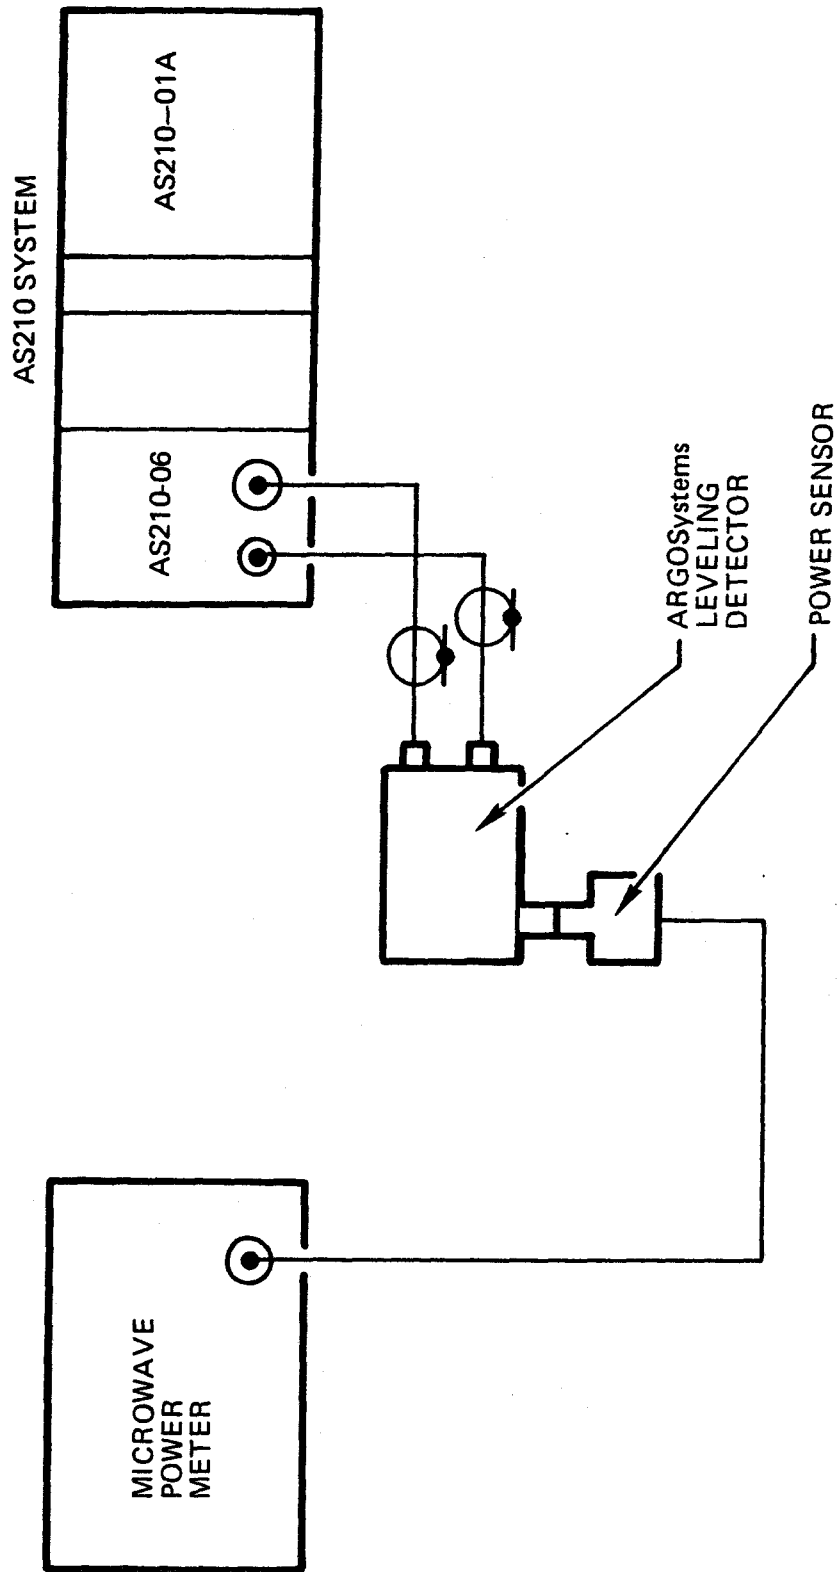 AS210 SYSTEM
AS210-06
AS210-01A
MICROWAVE
POWER
METER
ARGOSystems
LEVELING
DETECTOR
POWER SENSOR